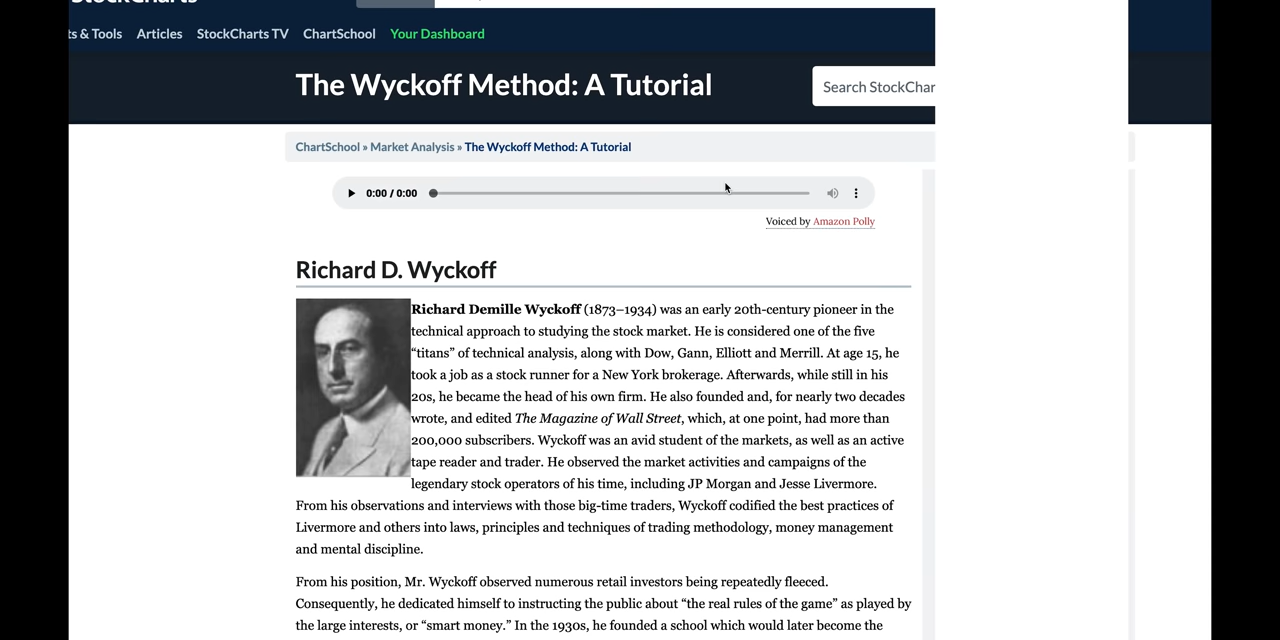 ts & Tools Articles StockCharts TV ChartSchool Your Dashboard
The Wyckoff Method: A Tutorial
Search StockChar
ChartSchool » Market Analysis » The Wyckoff Method: A Tutorial
0:00 / 0:00
Voiced by Amazon Polly
Richard D. Wyckoff
Richard Demille Wyckoff (1873–1934) was an early 20th-century pioneer in the
technical approach to studying the stock market. He is considered one of the five
“titans” of technical analysis, along with Dow, Gann, Elliott and Merrill. At age 15, he
took a job as a stock runner for a New York brokerage. Afterwards, while still in his
20s, he became the head of his own firm. He also founded and, for nearly two decades
wrote, and edited The Magazine of Wall Street, which, at one point, had more than
200,000 subscribers. Wyckoff was an avid student of the markets, as well as an active
tape reader and trader. He observed the market activities and campaigns of the
legendary stock operators of his time, including JP Morgan and Jesse Livermore.
From his observations and interviews with those big-time traders, Wyckoff codified the best practices of
Livermore and others into laws, principles and techniques of trading methodology, money management
and mental discipline.
From his position, Mr. Wyckoff observed numerous retail investors being repeatedly fleeced.
Consequently, he dedicated himself to instructing the public about “the real rules of the game” as played by
the large interests, or “smart money.” In the 1930s, he founded a school which would later become the